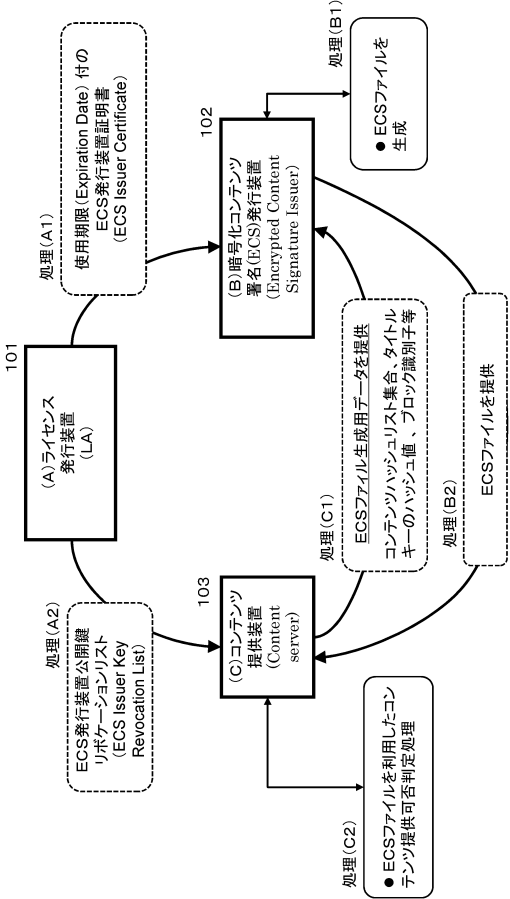 101
(A)ライセンス
発行装置
(LA)
処理(A1)
使用期限(Expiration Date) 付の
ECS発行装置証明書
(ECS Issuer Certificate)
処理(A2)
ECS発行装置公開鍵
リボケーションリスト
(ECS Issuer Key
Revocation List)
102
(B)暗号化コンテンツ
署名(ECS)発行装置
(Encrypted Content
Signature Issuer)
処理(B1)
● ECSファイルを
生成
103
(C)コンテンツ
提供装置
(Content
server)
処理(C1)
ECSファイル生成用データを提供
コンテンツハッシュリスト集合、タイトル
キーのハッシュ値 、ブロック識別子等
処理(B2)
ECSファイルを提供
処理(C2)
● ECSファイルを利用したコン
テンツ提供可否判定処理